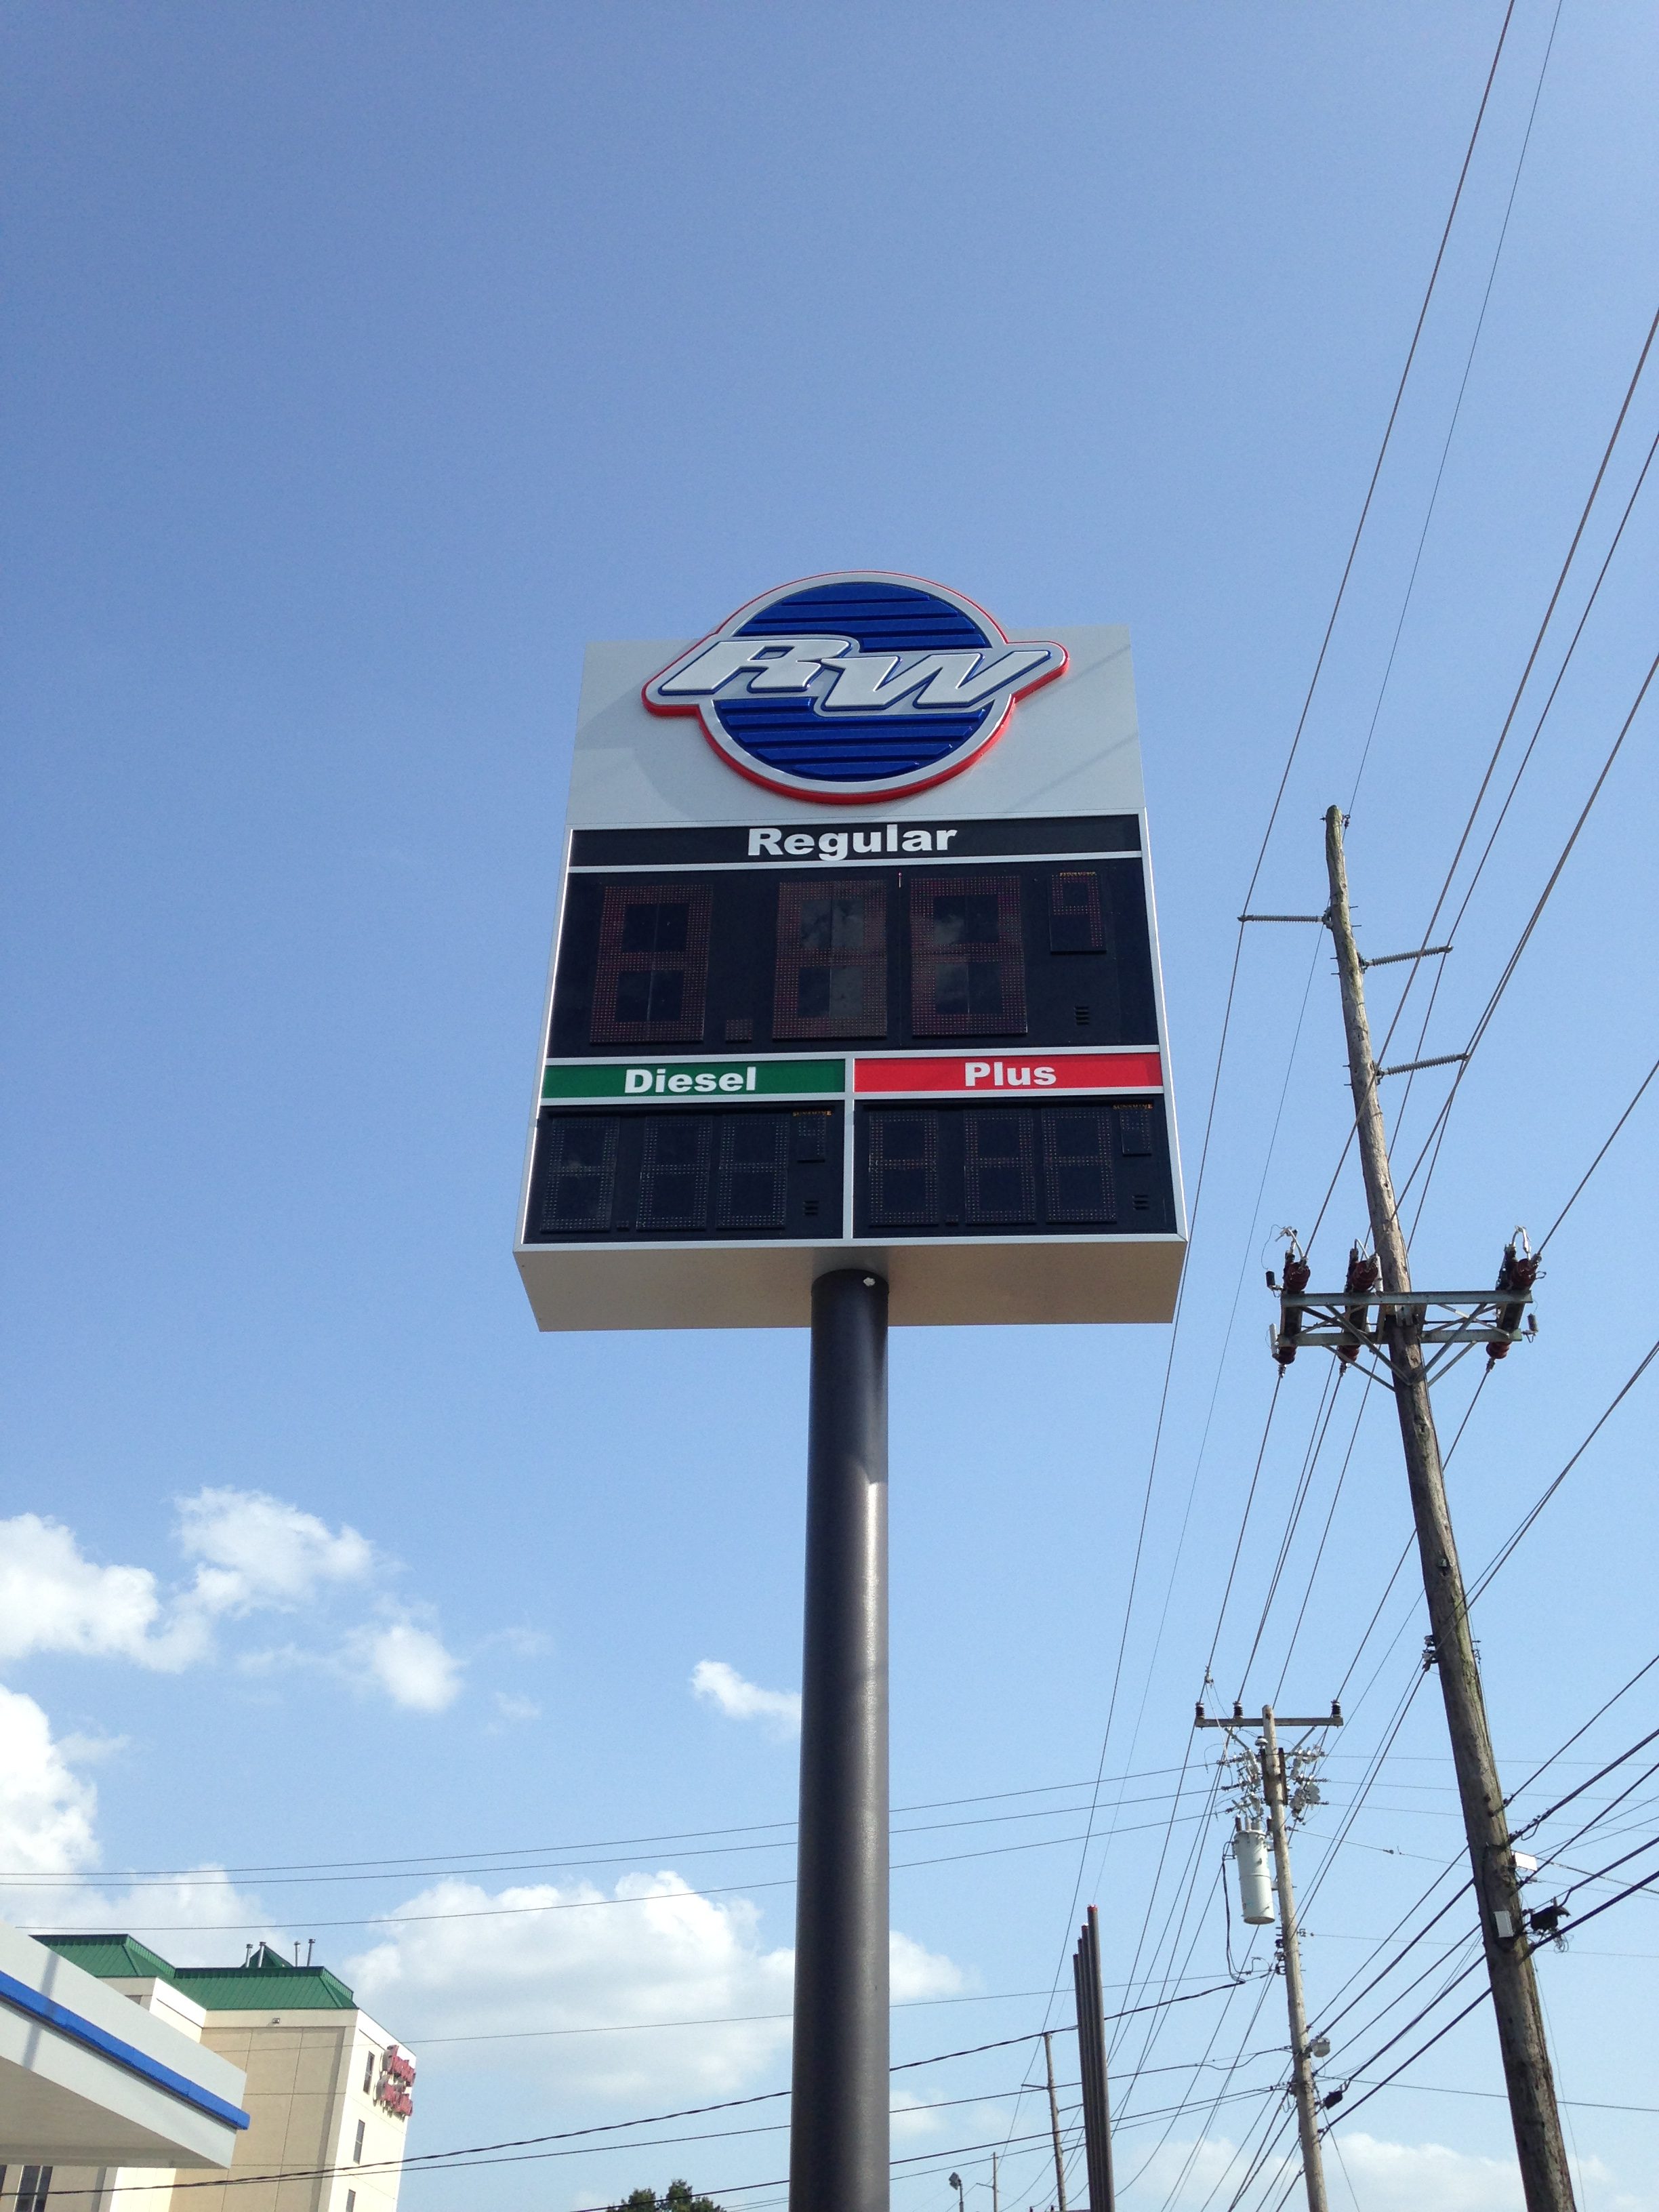 RW
Regular
Diesel
Plus